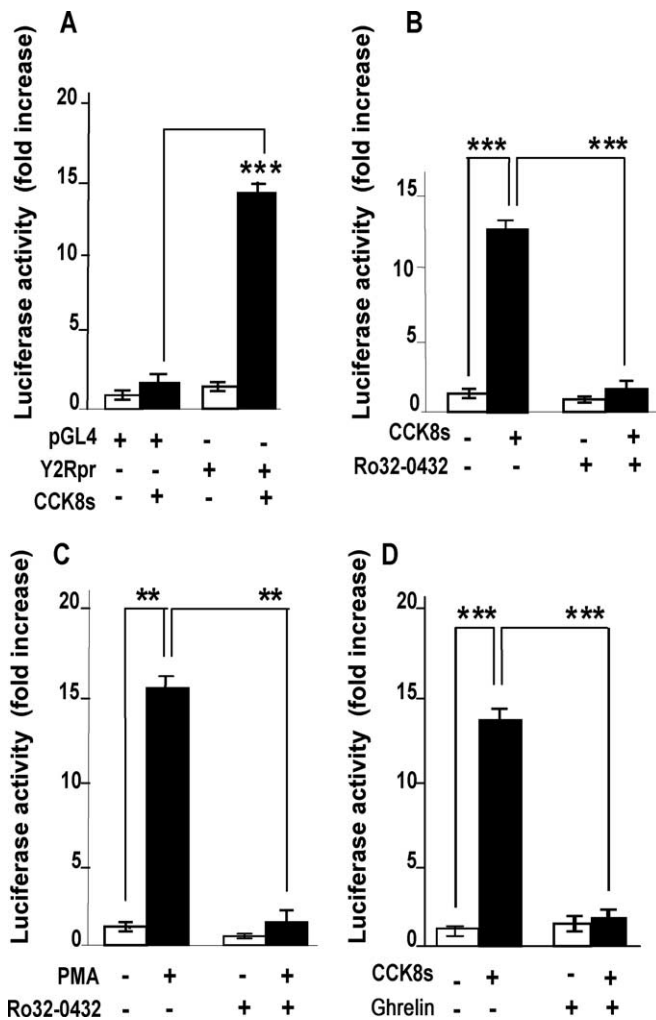 A
Luciferase activity (fold increase)
20
15
10
5
0
***
pGL4 + + - -
Y2Rpr - - + +
CCK8s - + - +
B
Luciferase activity (fold increase)
15
10
5
0
*** ***
CCK8s - + - +
Ro32-0432 - - + +
C
Luciferase activity (fold increase)
20
15
10
5
0
** **
PMA - + - +
Ro32-0432 - - + +
D
Luciferase activity (fold increase)
20
15
10
5
0
*** ***
CCK8s - + - +
Ghrelin - - + +